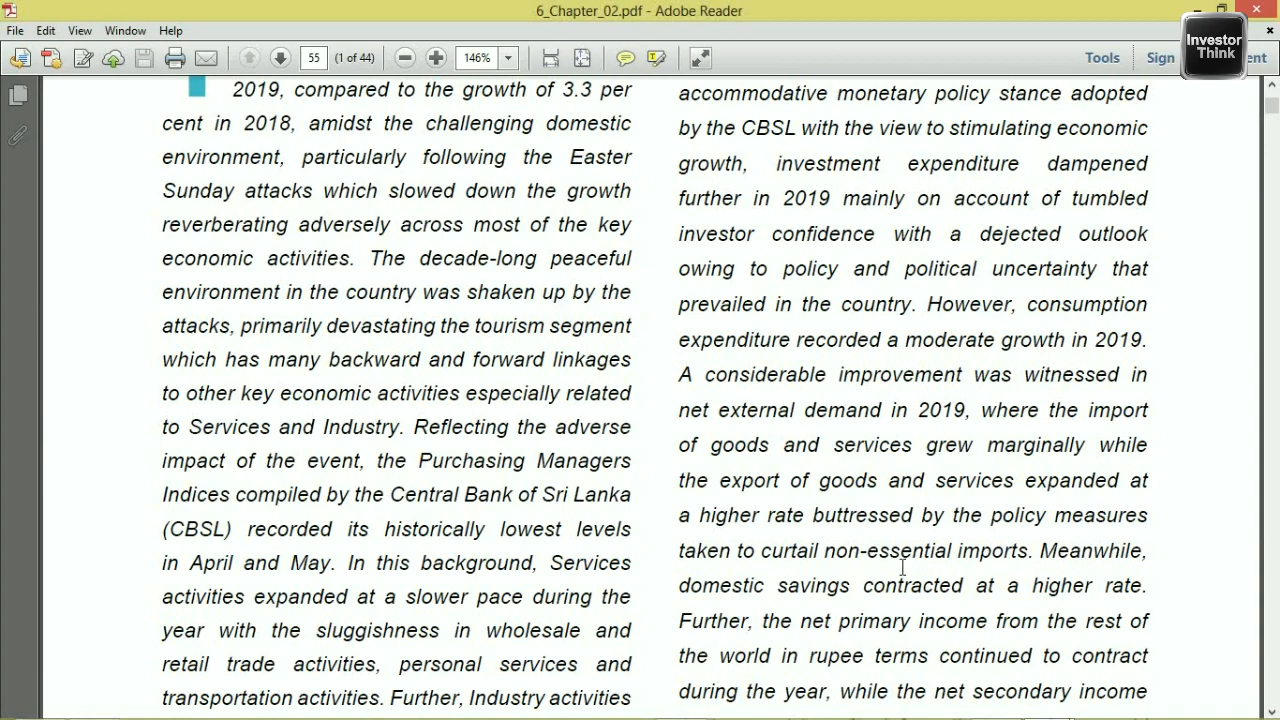 6_Chapter_02.pdf - Adobe Reader
File Edit View Window Help
55 (1 of 44) 146% Tools Sign ent
Investor
Think
2019, compared to the growth of 3.3 per
cent in 2018, amidst the challenging domestic
environment, particularly following the Easter
Sunday attacks which slowed down the growth
reverberating adversely across most of the key
economic activities. The decade-long peaceful
environment in the country was shaken up by the
attacks, primarily devastating the tourism segment
which has many backward and forward linkages
to other key economic activities especially related
to Services and Industry. Reflecting the adverse
impact of the event, the Purchasing Managers
Indices compiled by the Central Bank of Sri Lanka
(CBSL) recorded its historically lowest levels
in April and May. In this background, Services
activities expanded at a slower pace during the
year with the sluggishness in wholesale and
retail trade activities, personal services and
transportation activities. Further, Industry activities
accommodative monetary policy stance adopted
by the CBSL with the view to stimulating economic
growth, investment expenditure dampened
further in 2019 mainly on account of tumbled
investor confidence with a dejected outlook
owing to policy and political uncertainty that
prevailed in the country. However, consumption
expenditure recorded a moderate growth in 2019.
A considerable improvement was witnessed in
net external demand in 2019, where the import
of goods and services grew marginally while
the export of goods and services expanded at
a higher rate buttressed by the policy measures
taken to curtail non-essential imports. Meanwhile,
domestic savings contracted at a higher rate.
Further, the net primary income from the rest of
the world in rupee terms continued to contract
during the year, while the net secondary income